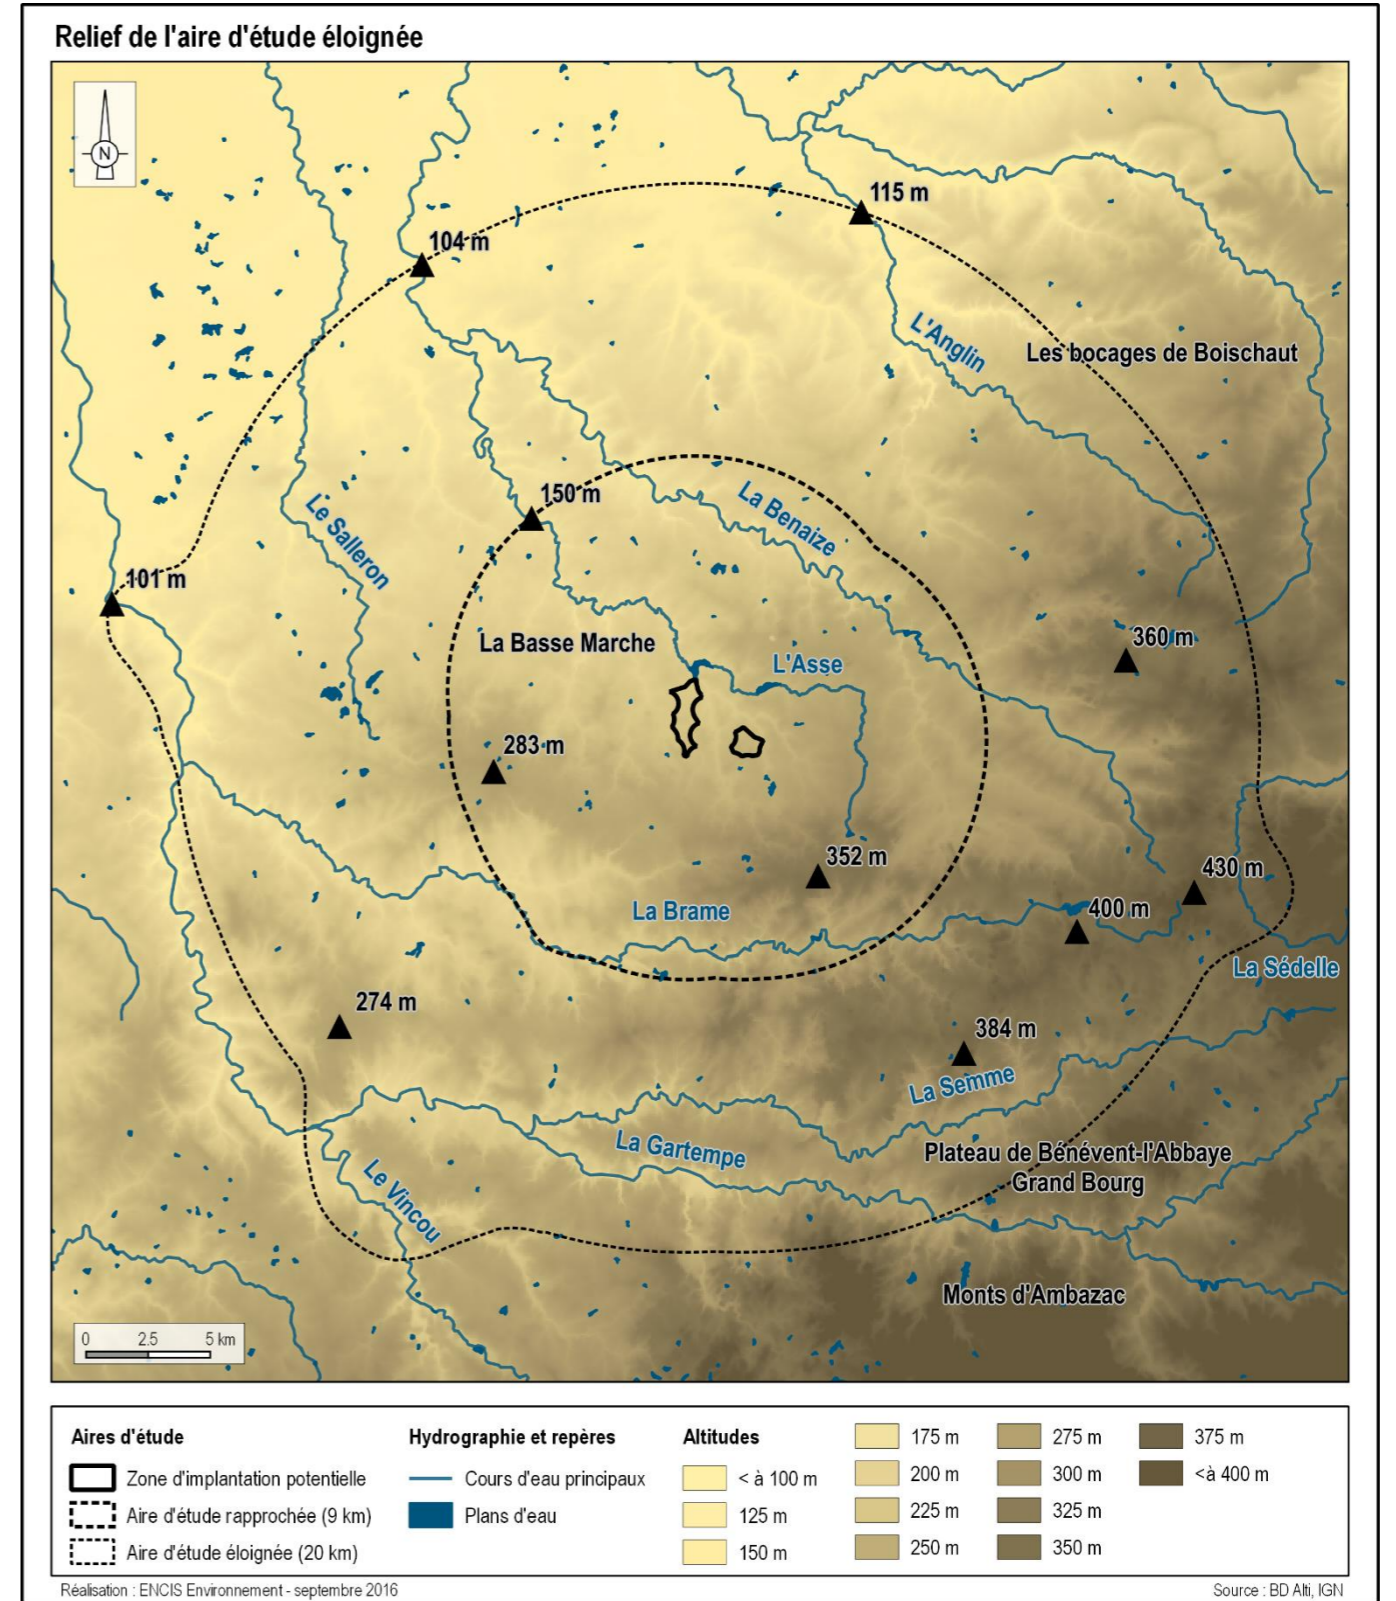 Relief de l'aire d'étude éloignée
N
115 m
104 m
L'Anglin
Les bocages de Boischaut
150 m
La Benaize
Le Salleron
101 m
La Basse Marche
360 m
L'Asse
283 m
352 m
430 m
400 m
La Brame
La Sédelle
274 m
384 m
La Semme
La Gartempe
Plateau de Bénévent-l'Abbaye
Grand Bourg
Le Vincou
Monts d'Ambazac
0 2.5 5 km
Aires d'étude
Zone d'implantation potentielle
Aire d'étude rapprochée (9 km)
Aire d'étude éloignée (20 km)
Hydrographie et repères
Cours d'eau principaux
Plans d'eau
Altitudes
< à 100 m
125 m
150 m
175 m
200 m
225 m
250 m
275 m
300 m
325 m
350 m
375 m
<à 400 m
Réalisation : ENCIS Environnement - septembre 2016
Source : BD Alti, IGN